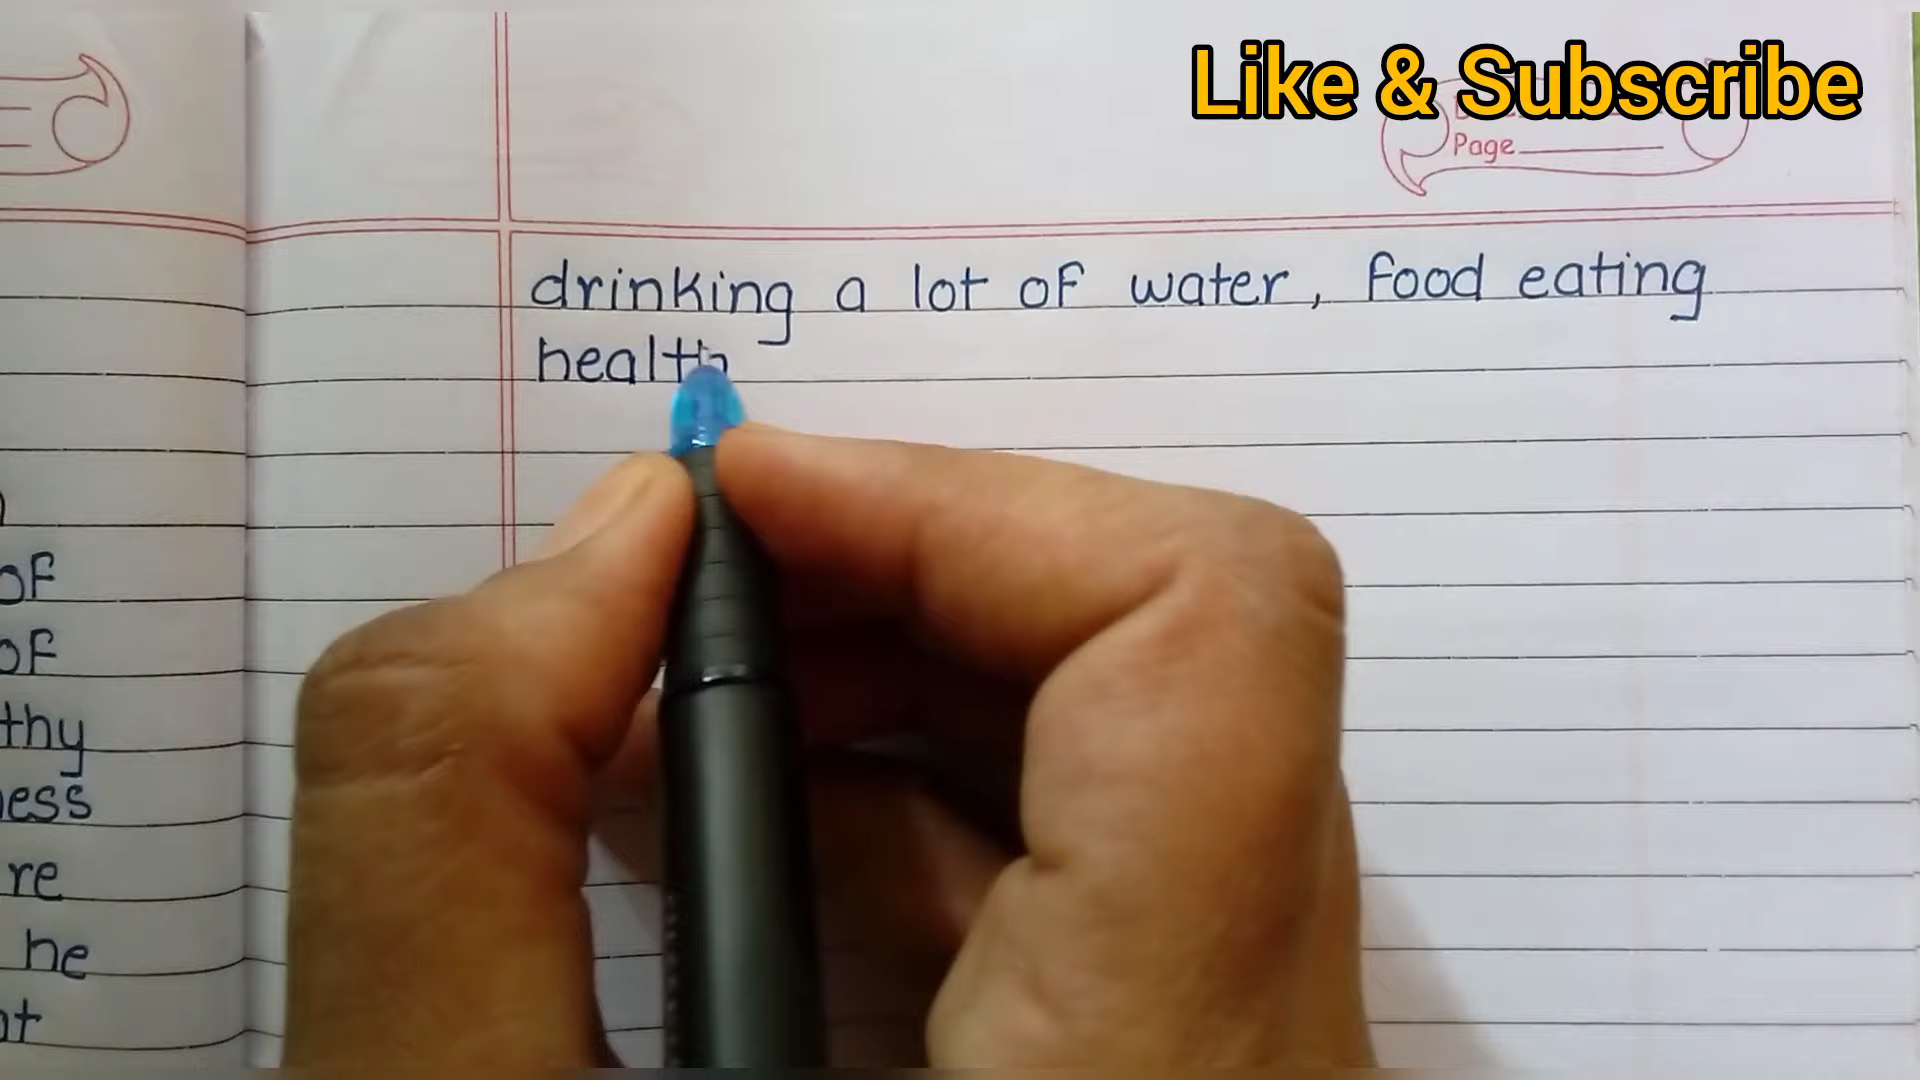 Like & Subscribe
Page
drinking a lot of water, food eating
health
of
of
thy
ess
re
he